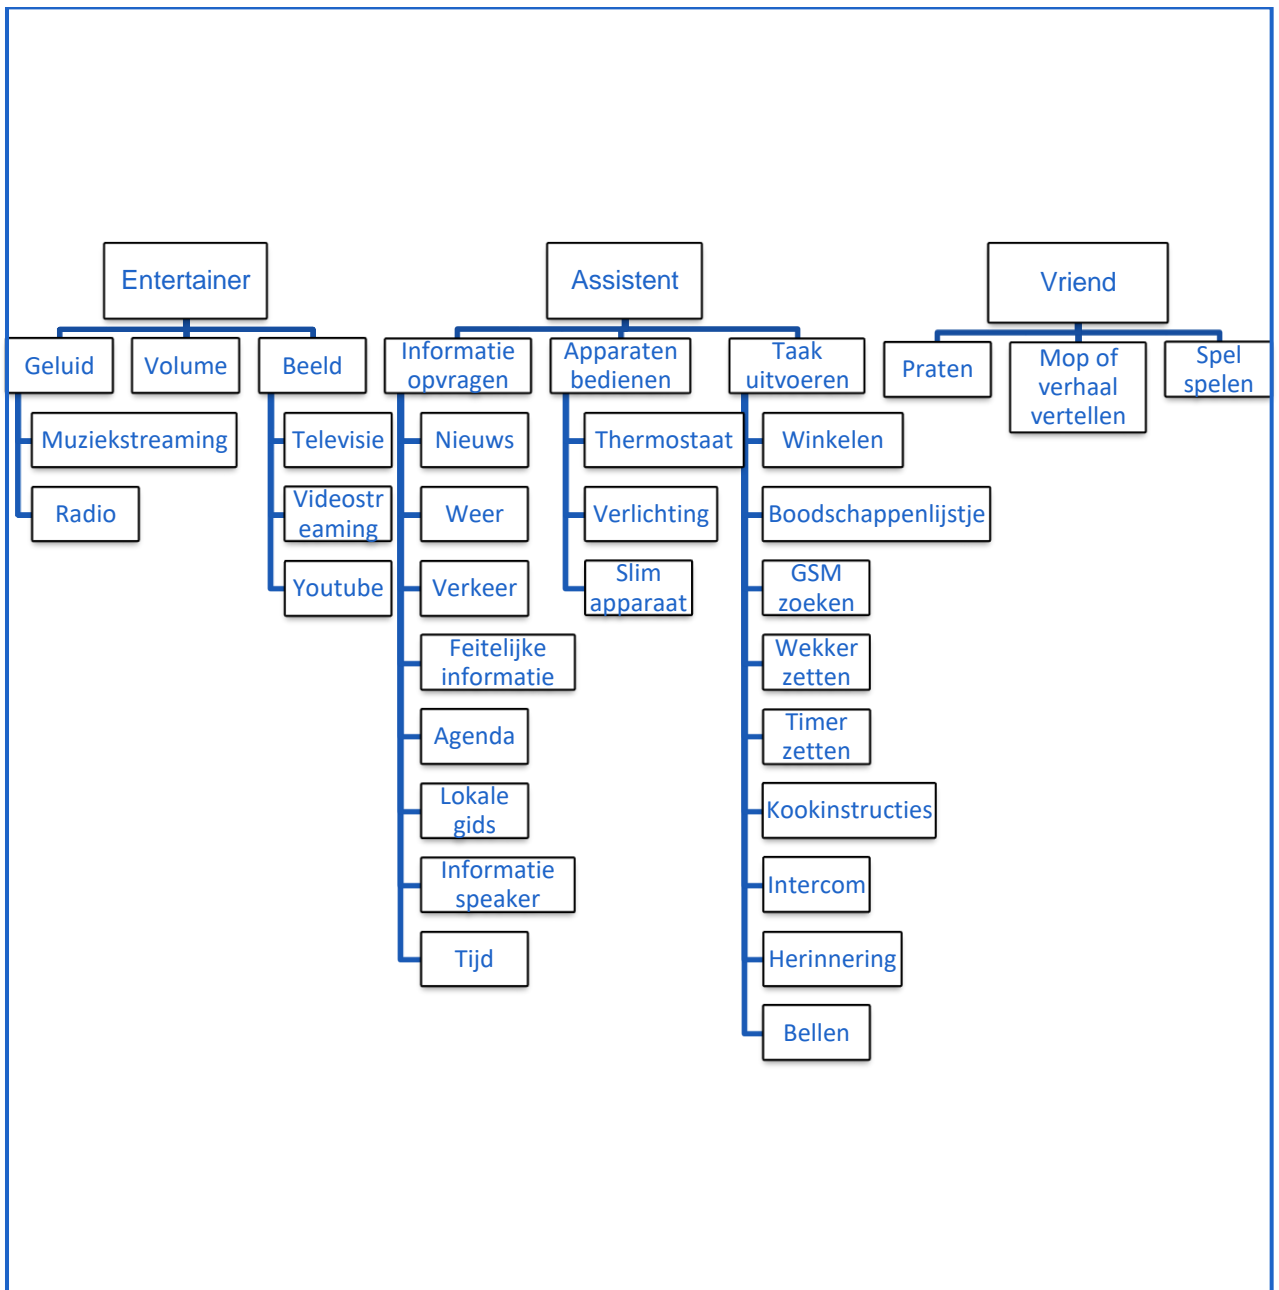 Entertainer
Assistent
Vriend
Geluid
Volume
Beeld
Informatie
opvragen
Apparaten
bedienen
Taak
uitvoeren
Praten
Mop of
verhaal
vertellen
Spel
spelen
Muziekstreaming
Radio
Televisie
Videostr
eaming
Youtube
Nieuws
Weer
Verkeer
Feitelijke
informatie
Agenda
Lokale
gids
Informatie
speaker
Tijd
Thermostaat
Verlichting
Slim
apparaat
Winkelen
Boodschappenlijstje
GSM
zoeken
Wekker
zetten
Timer
zetten
Kookinstructies
Intercom
Herinnering
Bellen